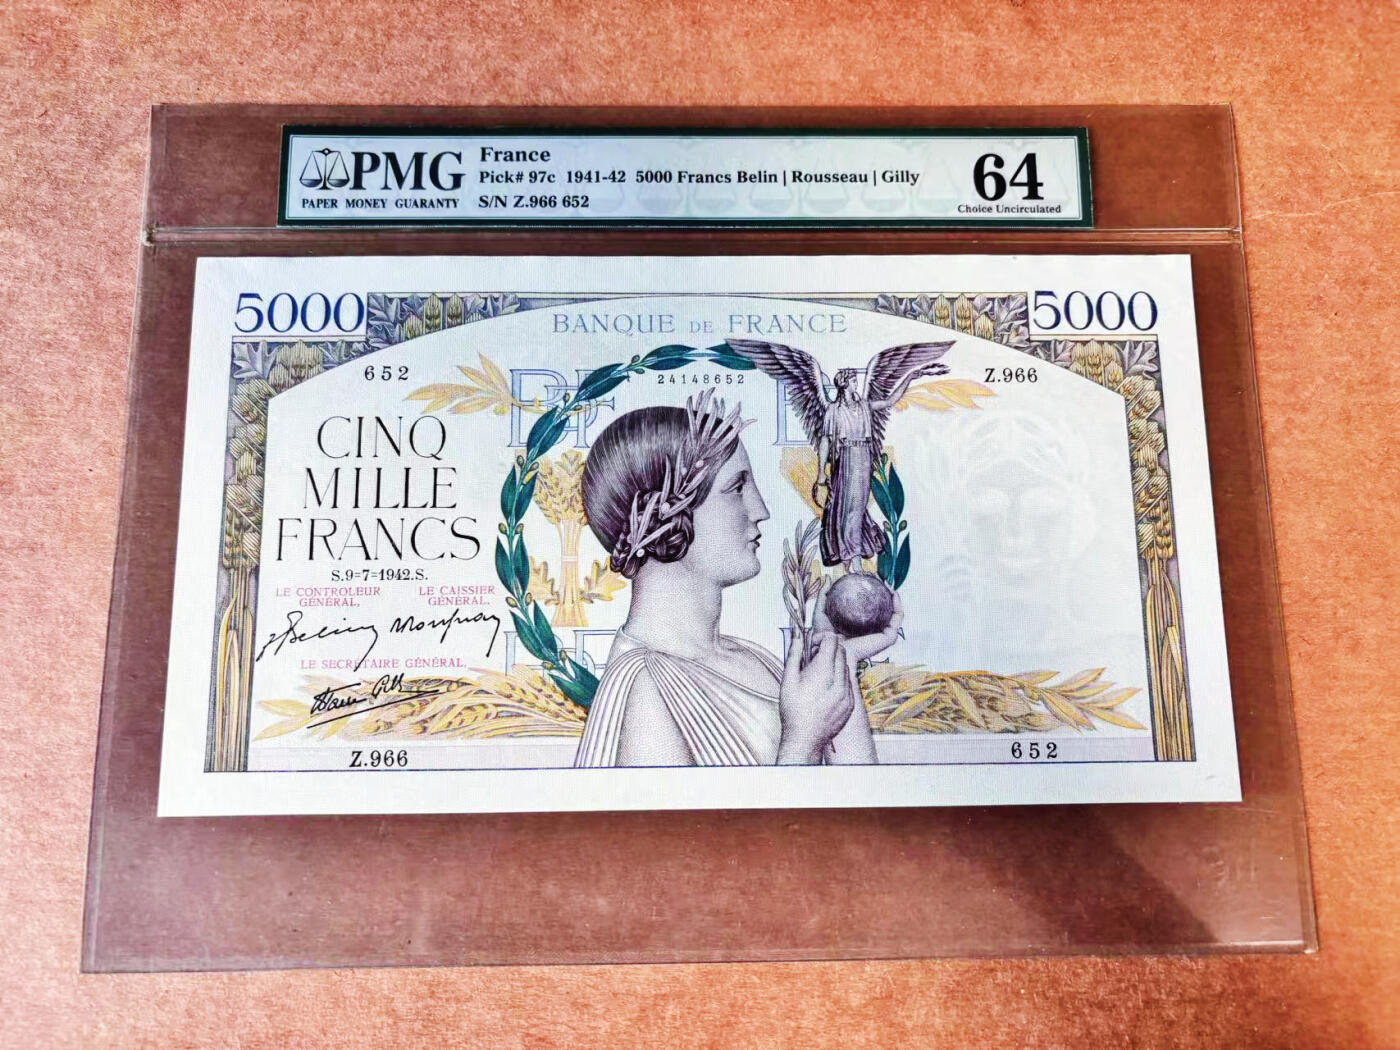 PMG
PAPER MONEY GUARANTY
France
Pick# 97c 1941-42 5000 Francs Belin | Rousseau | Gilly
S/N Z.966 652
64
Choice Uncirculated
5000
BANQUE DE FRANCE
5000
652
24148652
Z.966
CINQ
MILLE
FRANCS
S.9=7=1942.S.
LE CONTROLEUR
GÉNÉRAL,
LE CAISSIER
GÉNÉRAL,
LE SECRÉTAIRE GÉNÉRAL,
Z.966
652